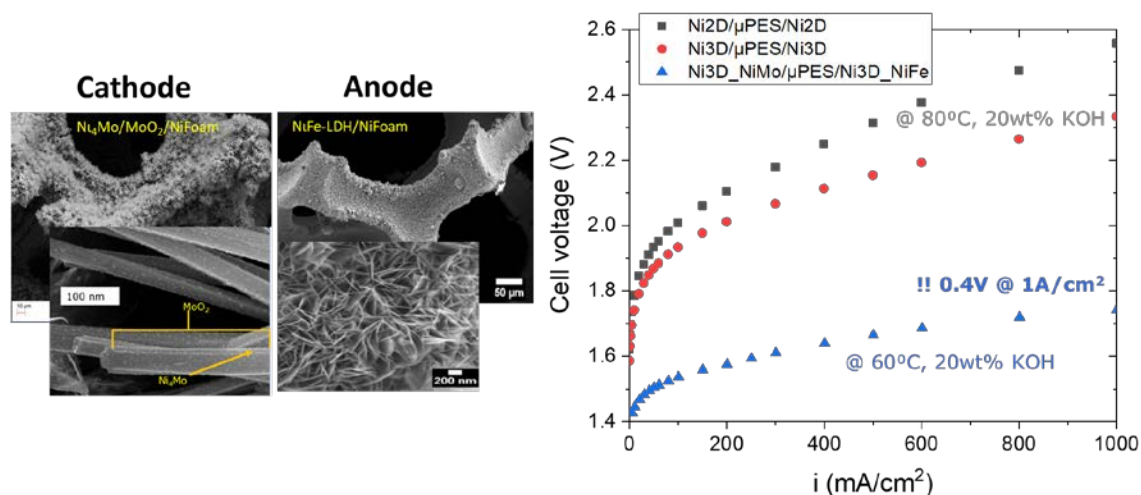 Cathode
Anode
Ni₄Mo/MoO₂/NiFoam
NiFe-LDH/NiFoam
100 nm
MoO₂
Ni₄Mo
50 µm
200 nm
Ni2D/µPES/Ni2D
Ni3D/µPES/Ni3D
Ni3D_NiMo/µPES/Ni3D_NiFe
@ 80ºC, 20wt% KOH
!! 0.4V @ 1A/cm²
@ 60ºC, 20wt% KOH
Cell voltage (V)
2.6
2.4
2.2
2.0
1.8
1.6
1.4
0
200
400
600
800
1000
i (mA/cm²)